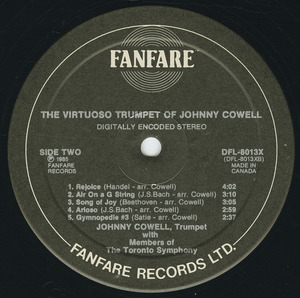 FANFARE
THE VIRTUOSO TRUMPET OF JOHNNY COWELL
DIGITALLY ENCODED STEREO
SIDE TWO
℗ 1985
FANFARE
RECORDS
DFL-8013X
(DFL-8013XB)
MADE IN
CANADA
1. Rejoice (Handel - arr. Cowell) 4:02
2. Air On a G String (J.S.Bach - arr. Cowell) 5:10
3. Song of Joy (Beethoven - arr. Cowell) 3:05
4. Arioso (J.S.Bach - arr. Cowell) 4:59
5. Gymnopedie #3 (Satie - arr. Cowell) 2:37
JOHNNY COWELL, Trumpet
with
Members of
The Toronto Symphony
FANFARE RECORDS LTD.